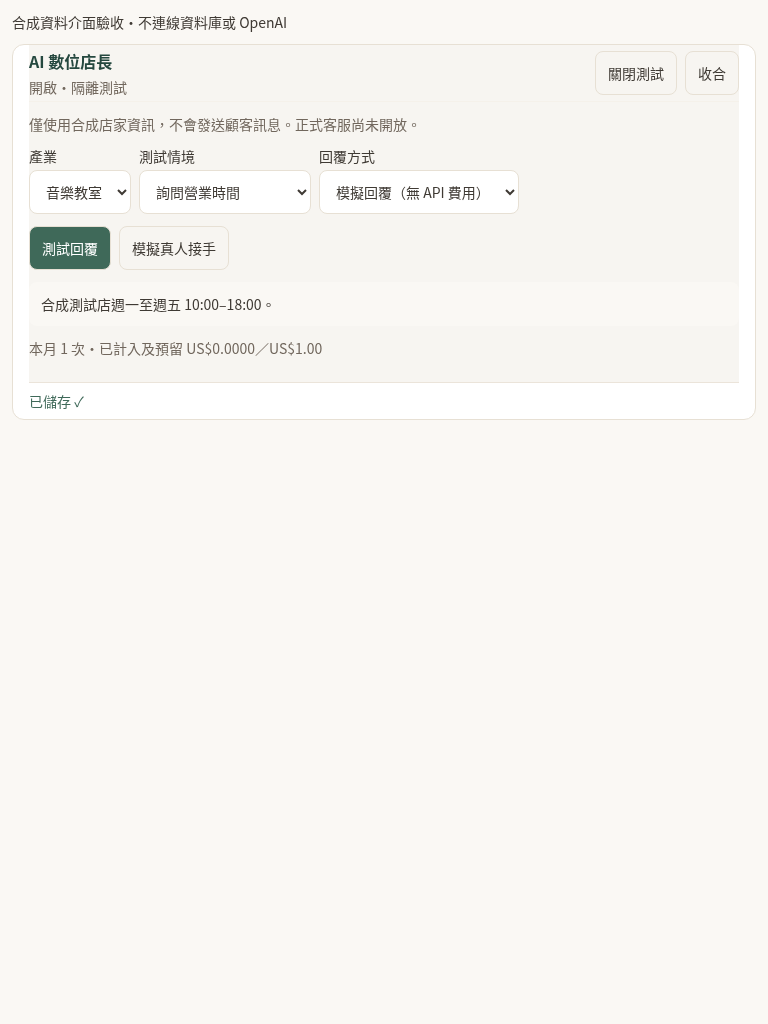 合成資料介面驗收・不連線資料庫或 OpenAI
AI 數位店長
開啟・隔離測試
關閉測試
收合
僅使用合成店家資訊，不會發送顧客訊息。正式客服尚未開放。
產業
測試情境
回覆方式
音樂教室
詢問營業時間
模擬回覆（無 API 費用）
測試回覆
模擬真人接手
合成測試店週一至週五 10:00–18:00。
本月 1 次・已計入及預留 US$0.0000／US$1.00
已儲存✓